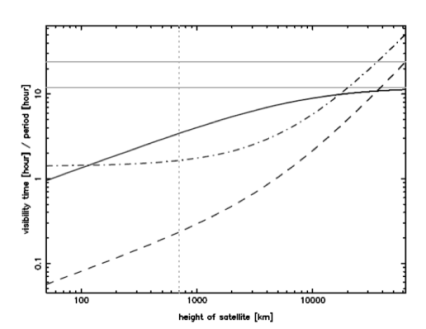 10
1
0.1
visibility time [hour] / period [hour]
100 1000 10000
height of satellite [km]